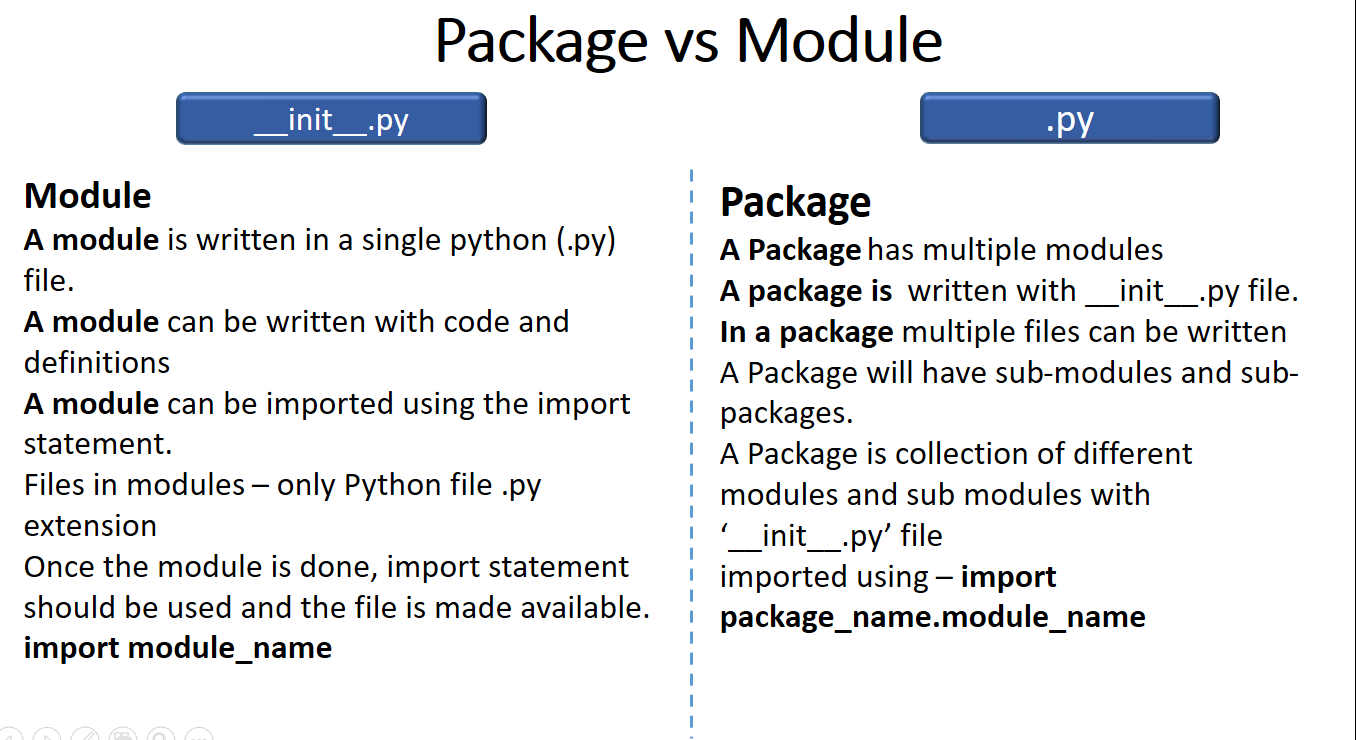 Package vs Module
__init__.py
.py
Module
A module is written in a single python (.py)
file.
A module can be written with code and
definitions
A module can be imported using the import
statement.
Files in modules – only Python file .py
extension
Once the module is done, import statement
should be used and the file is made available.
import module_name
Package
A Package has multiple modules
A package is  written with __init__.py file.
In a package multiple files can be written
A Package will have sub-modules and sub-
packages.
A Package is collection of different
modules and sub modules with
‘__init__.py’ file
imported using – import
package_name.module_name